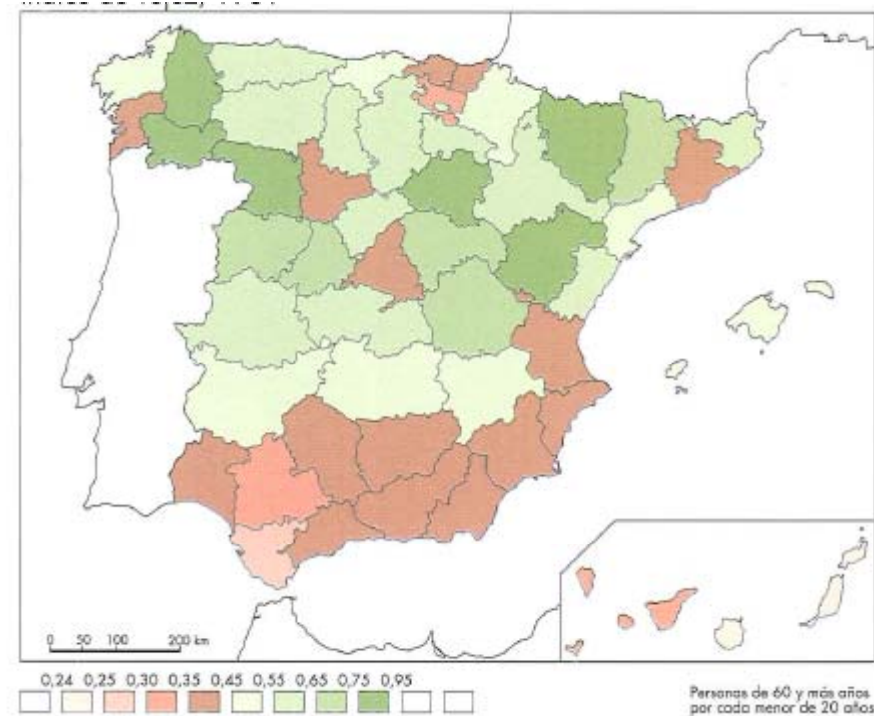 0 50 100 200 km
0,24 0,25 0,30 0,35 0,45 0,55 0,65 0,75 0,95
Personas de 60 y más años
por cada menor de 20 años